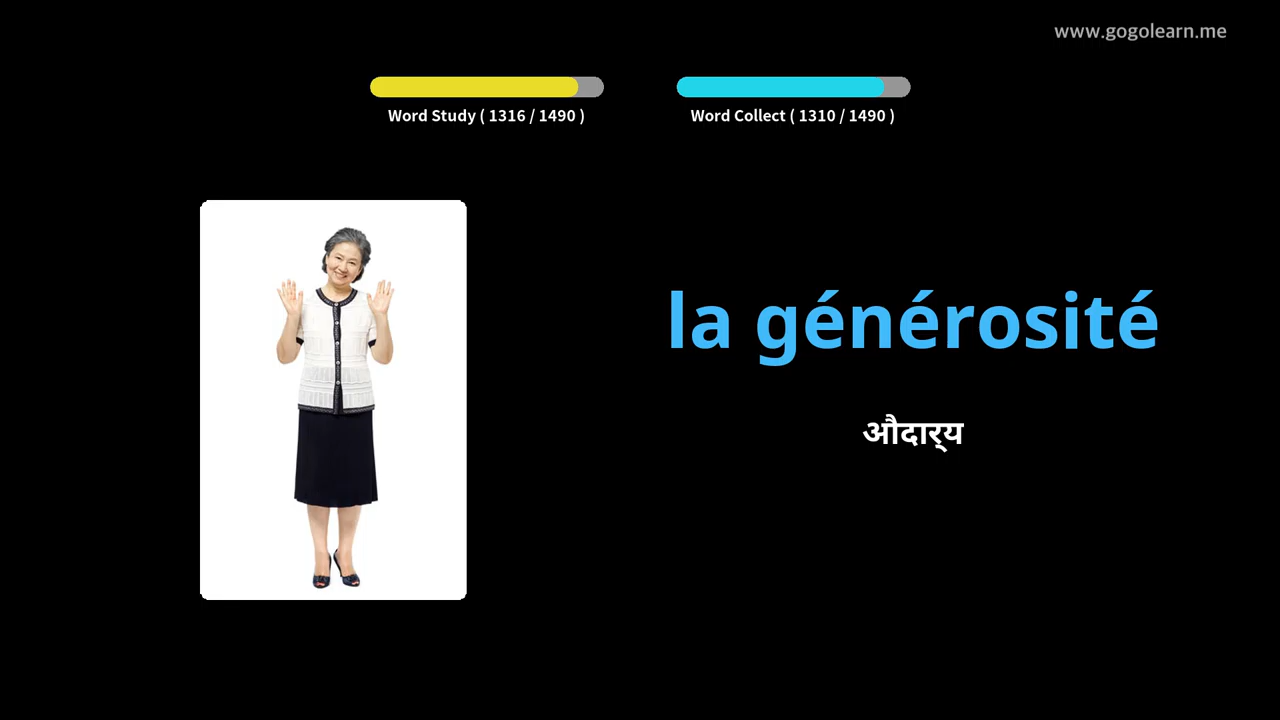 www.gogolearn.me
Word Study ( 1316 / 1490 )
Word Collect ( 1310 / 1490 )
la générosité
औदार्य